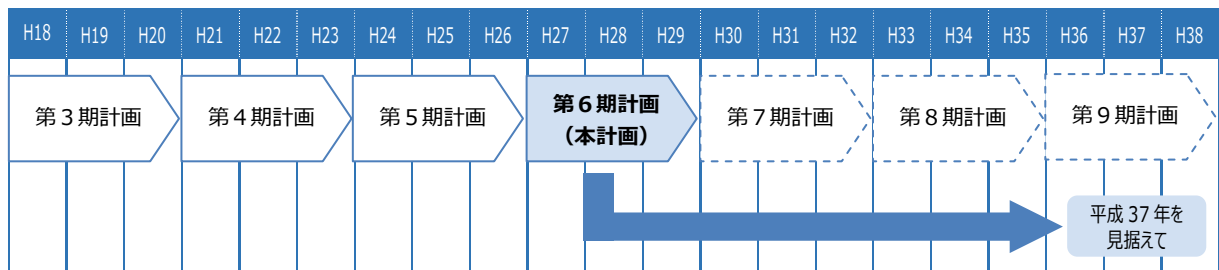 H18 H19 H20 H21 H22 H23 H24 H25 H26 H27 H28 H29 H30 H31 H32 H33 H34 H35 H36 H37 H38
第3期計画 第4期計画 第5期計画 第6期計画 第7期計画 第8期計画 第9期計画
(本計画)
平成 37 年を
見据えて